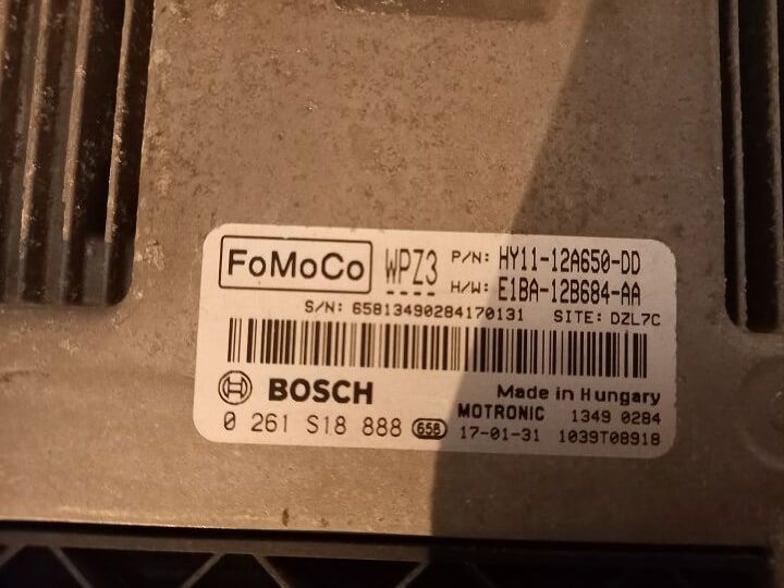 FoMoCo WPZ3 P/N: HY11-12A650-DD
H/W: E1BA-12B684-AA
S/N: 65813490284170131 SITE: DZL7C
BOSCH Made in Hungary
0 261 S18 888 658 MOTRONIC 1349 0284
17-01-31 1039T08918